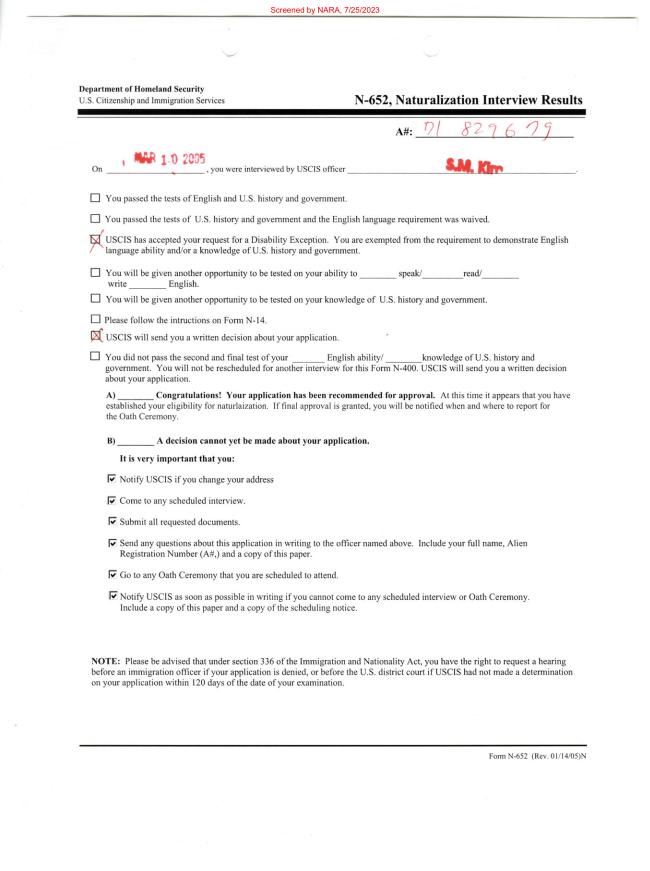 Screened by NARA, 7/25/2023
Department of Homeland Security
U.S. Citizenship and Immigration Services
N-652, Naturalization Interview Results
A#: 71 829679
On MAR 10 2005, you were interviewed by USCIS officer S.M. Kim.
You passed the tests of English and U.S. history and government.
You passed the tests of U.S. history and government and the English language requirement was waived.
USCIS has accepted your request for a Disability Exception. You are exempted from the requirement to demonstrate English
language ability and/or a knowledge of U.S. history and government.
You will be given another opportunity to be tested on your ability to ________ speak/________read/________
write ________ English.
You will be given another opportunity to be tested on your knowledge of U.S. history and government.
Please follow the intructions on Form N-14.
USCIS will send you a written decision about your application.
You did not pass the second and final test of your _______ English ability/ ________knowledge of U.S. history and
government. You will not be rescheduled for another interview for this Form N-400. USCIS will send you a written decision
about your application.
A) ________ Congratulations! Your application has been recommended for approval. At this time it appears that you have
established your eligibility for naturlaization. If final approval is granted, you will be notified when and where to report for
the Oath Ceremony.
B) ________ A decision cannot yet be made about your application.
It is very important that you:
Notify USCIS if you change your address
Come to any scheduled interview.
Submit all requested documents.
Send any questions about this application in writing to the officer named above. Include your full name, Alien
Registration Number (A#,) and a copy of this paper.
Go to any Oath Ceremony that you are scheduled to attend.
Notify USCIS as soon as possible in writing if you cannot come to any scheduled interview or Oath Ceremony.
Include a copy of this paper and a copy of the scheduling notice.
NOTE: Please be advised that under section 336 of the Immigration and Nationality Act, you have the right to request a hearing
before an immigration officer if your application is denied, or before the U.S. district court if USCIS had not made a determination
on your application within 120 days of the date of your examination.
Form N-652 (Rev. 01/14/05)N